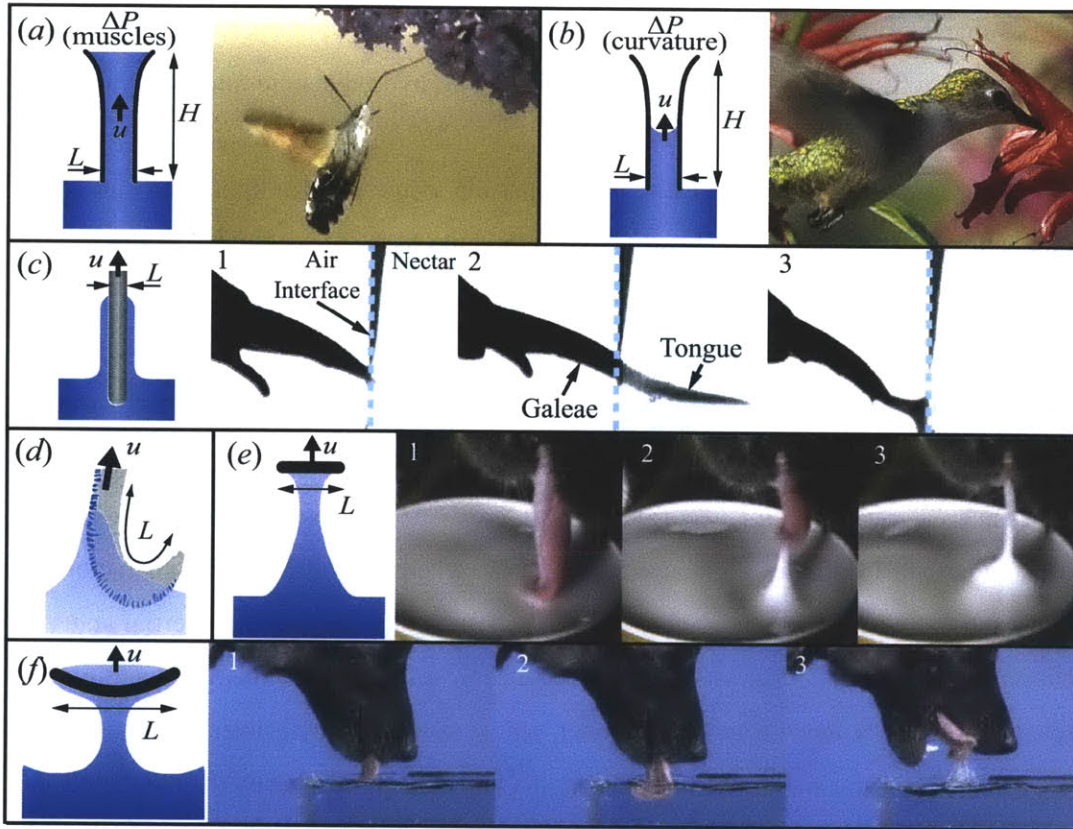 (a)
ΔP
(muscles)
u
H
L
(b)
ΔP
(curvature)
u
H
L
(c)
u
L
1
Air
Interface
Nectar
2
Tongue
Galeae
3
(d)
u
L
(e)
u
L
1
2
3
(f)
u
L
1
2
3